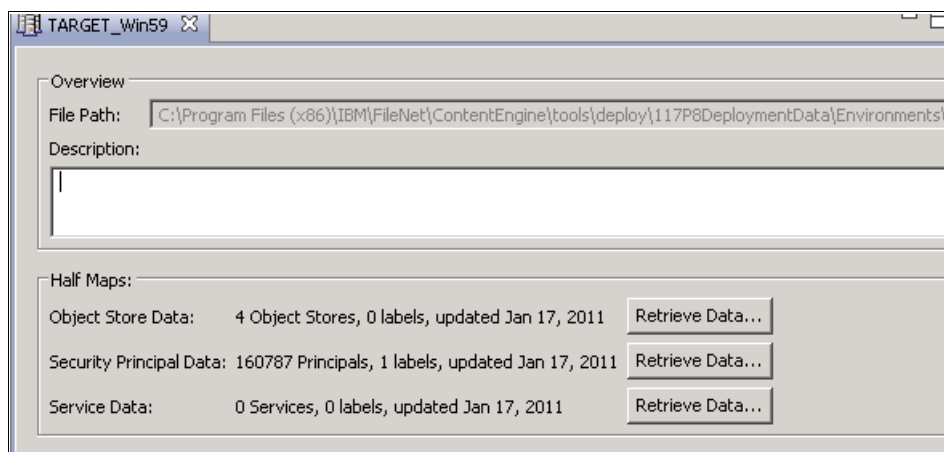 TARGET_Win59
Overview
File Path: C:\Program Files (x86)\IBM\FileNet\ContentEngine\tools\deploy\117P8DeploymentData\Environments\
Description:
Half Maps:
Object Store Data: 4 Object Stores, 0 labels, updated Jan 17, 2011 Retrieve Data...
Security Principal Data: 160787 Principals, 1 labels, updated Jan 17, 2011 Retrieve Data...
Service Data: 0 Services, 0 labels, updated Jan 17, 2011 Retrieve Data...